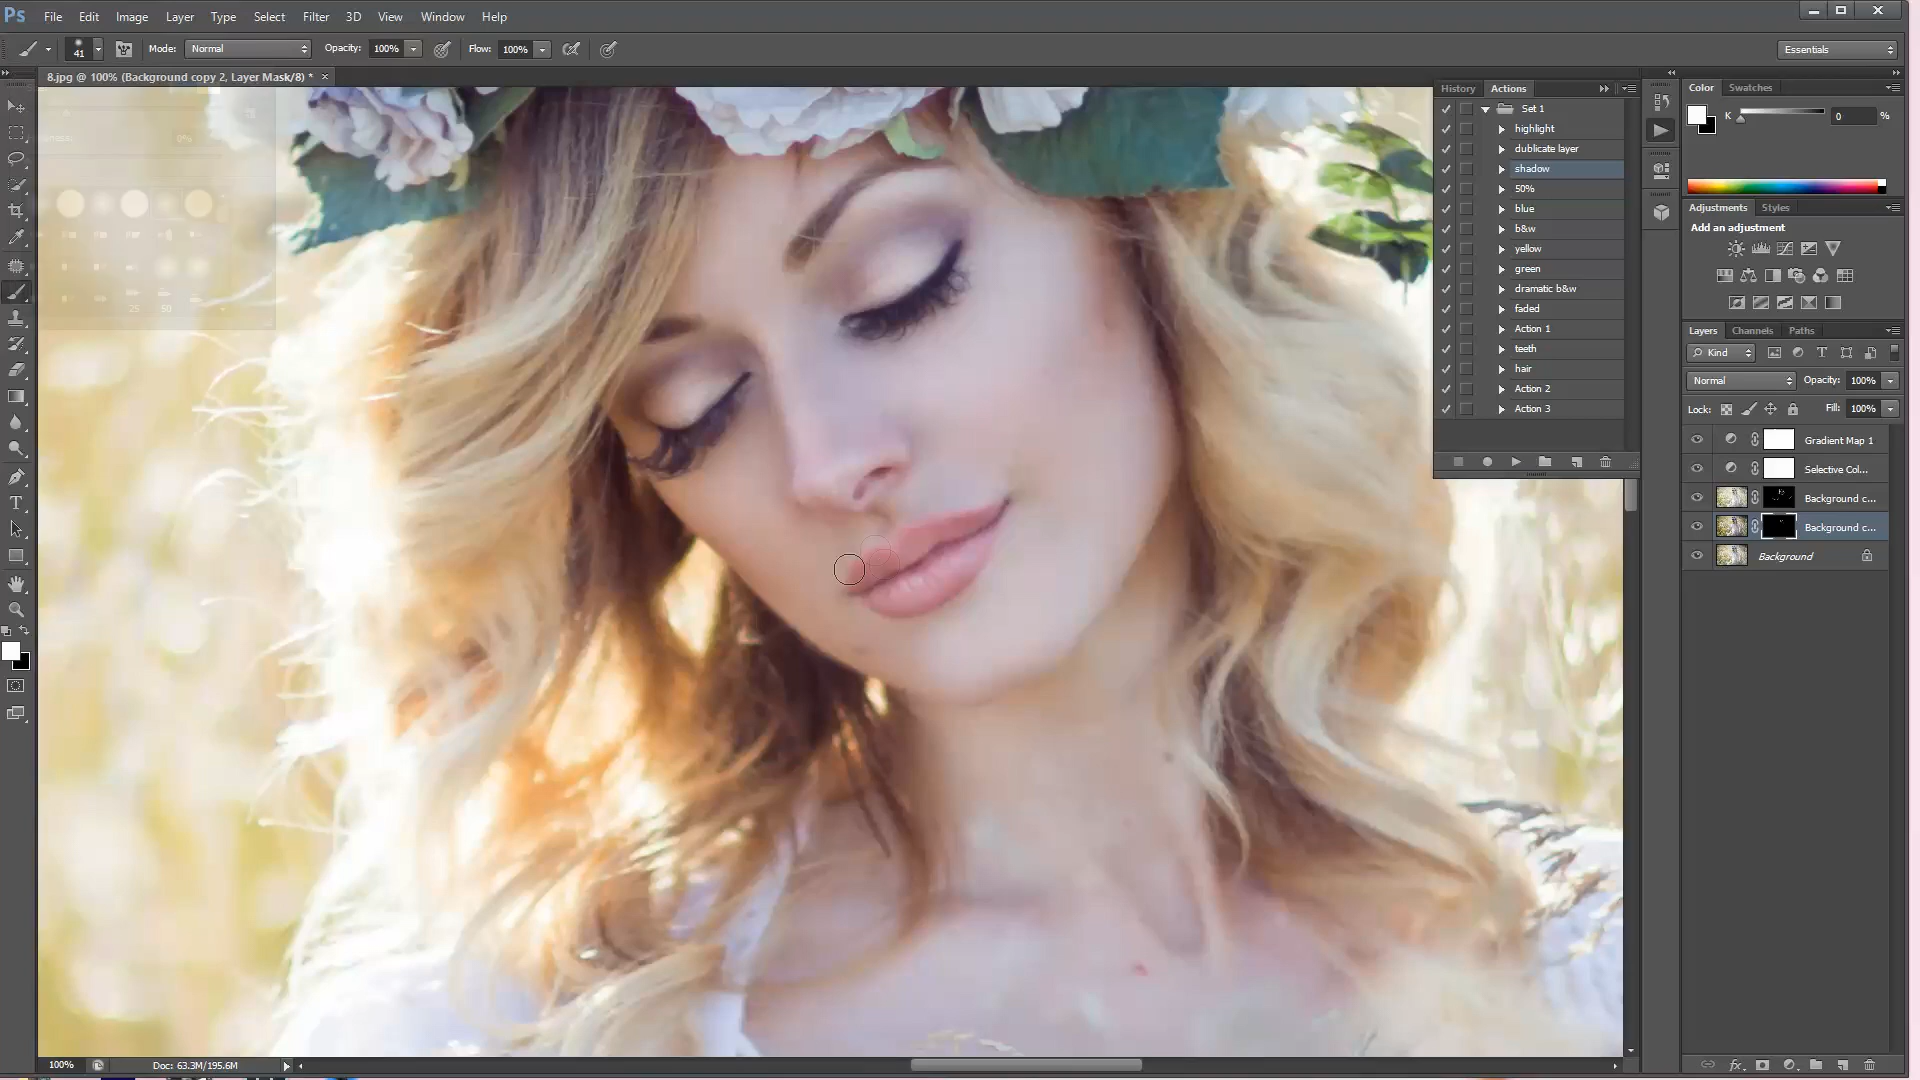 Ps File Edit Image Layer Type Select Filter 3D View Window Help
41 Mode: Normal Opacity: 100% Flow: 100% Essentials
8.jpg @ 100% (Background copy 2, Layer Mask/8) * ×
History Actions
Set 1
highlight
dublicate layer
shadow
50%
blue
b&w
yellow
green
dramatic b&w
faded
Action 1
teeth
hair
Action 2
Action 3
Color Swatches
K 0 %
Adjustments Styles
Add an adjustment
Layers Channels Paths
Kind
Normal Opacity: 100%
Lock: Fill: 100%
Gradient Map 1
Selective Col...
Background c...
Background c...
Background
0%
25 50
100% Doc: 63.3M/195.6M